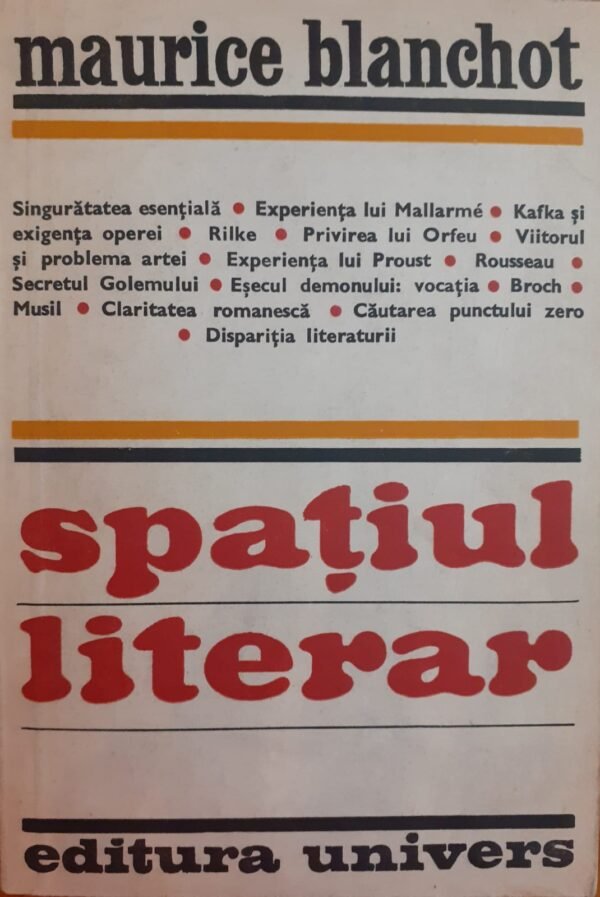 maurice blanchot
Singurătatea esențială ● Experiența lui Mallarmé ● Kafka și
exigența operei ● Rilke ● Privirea lui Orfeu ● Viitorul
și problema artei ● Experiența lui Proust ● Rousseau ●
Secretul Golemului ● Eșecul demonului: vocația ● Broch ●
Musil ● Claritatea romanescă ● Căutarea punctului zero
● Dispariția literaturii
spațiul
literar
editura univers